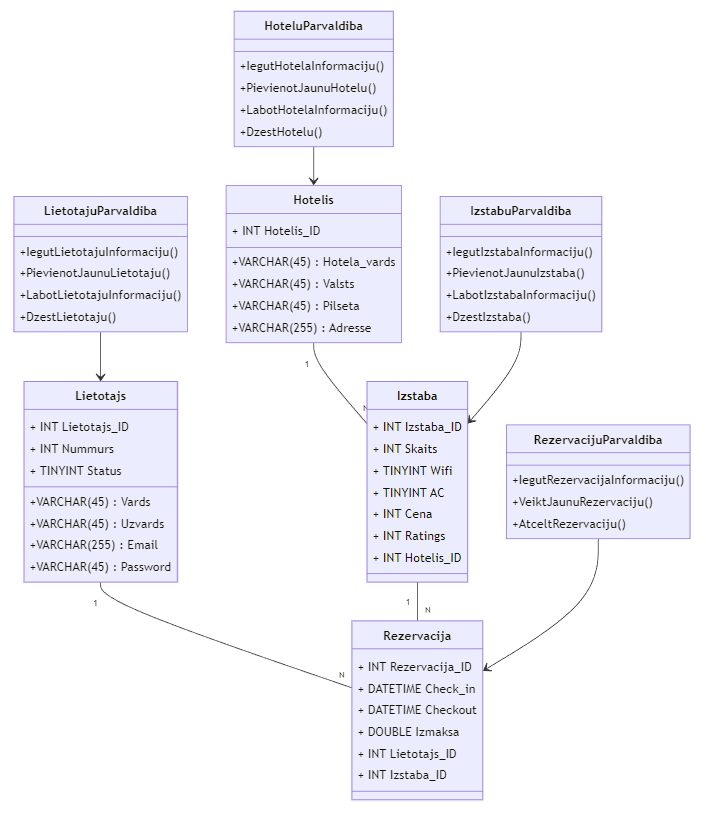 HoteluParvaldiba
+IegutHotelaInformaciju()
+PievienotJaunuHotelu()
+LabotHotelaInformaciju()
+DzestHotelu()
LietotajuParvaldiba
+IegutLietotajuInformaciju()
+PievienotJaunuLietotaju()
+LabotLietotajuInformaciju()
+DzestLietotaju()
Hotelis
+ INT Hotelis_ID
+VARCHAR(45) : Hotela_vards
+VARCHAR(45) : Valsts
+VARCHAR(45) : Pilseta
+VARCHAR(255) : Adresse
IzstabuParvaldiba
+IegutIzstabaInformaciju()
+PievienotJaunuIzstaba()
+LabotIzstabaInformaciju()
+DzestIzstaba()
1
N
Lietotajs
+ INT Lietotajs_ID
+ INT Nummurs
+ TINYINT Status
+VARCHAR(45) : Vards
+VARCHAR(45) : Uzvards
+VARCHAR(255) : Email
+VARCHAR(45) : Password
Izstaba
+ INT Izstaba_ID
+ INT Skaits
+ TINYINT Wifi
+ TINYINT AC
+ INT Cena
+ INT Ratings
+ INT Hotelis_ID
RezervacijuParvaldiba
+IegutRezervacijaInformaciju()
+VeiktJaunuRezervaciju()
+AtceltRezervaciju()
1
1
N
N
Rezervacija
+ INT Rezervacija_ID
+ DATETIME Check_in
+ DATETIME Checkout
+ DOUBLE Izmaksa
+ INT Lietotajs_ID
+ INT Izstaba_ID